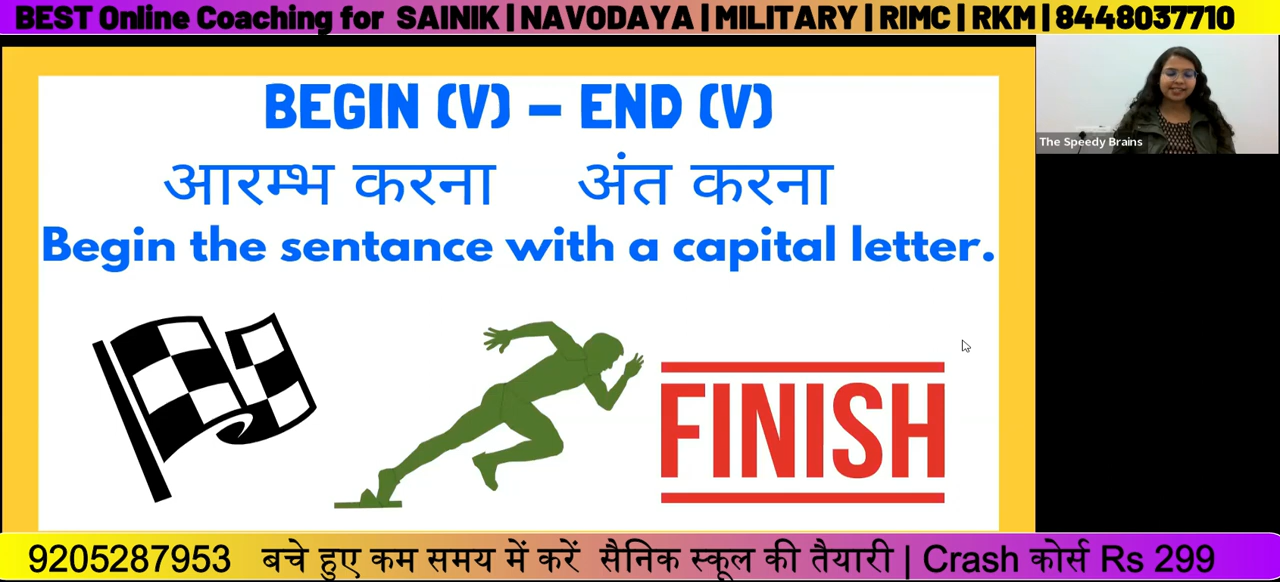 BEST Online Coaching for SAINIK | NAVODAYA | MILITARY | RIMC | RKM | 8448037710
BEGIN (V) – END (V)
आरम्भ करना अंत करना
Begin the sentance with a capital letter.
FINISH
The Speedy Brains
9205287953 बचे हुए कम समय में करें सैनिक स्कूल की तैयारी | Crash कोर्स Rs 299